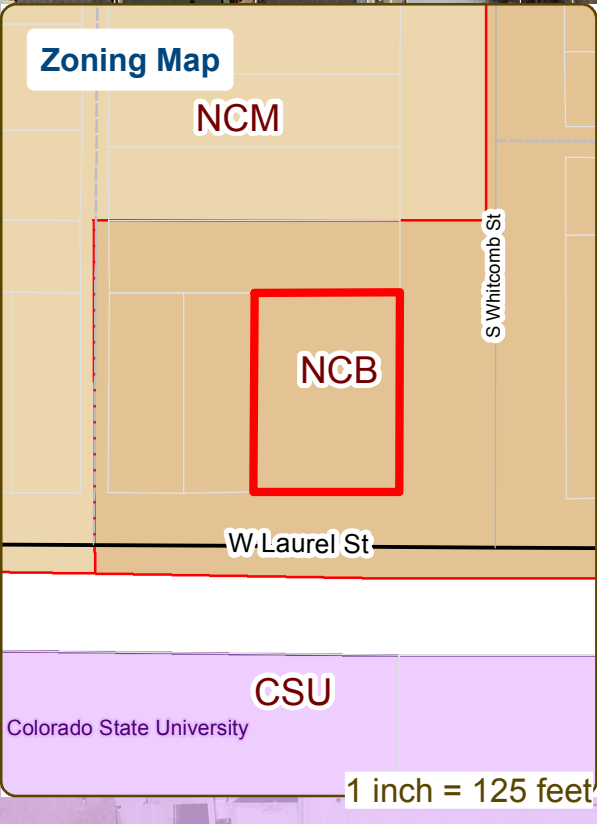 Zoning Map
NCM
S Whitcomb St
NCB
W Laurel St
CSU
Colorado State University
1 inch = 125 feet